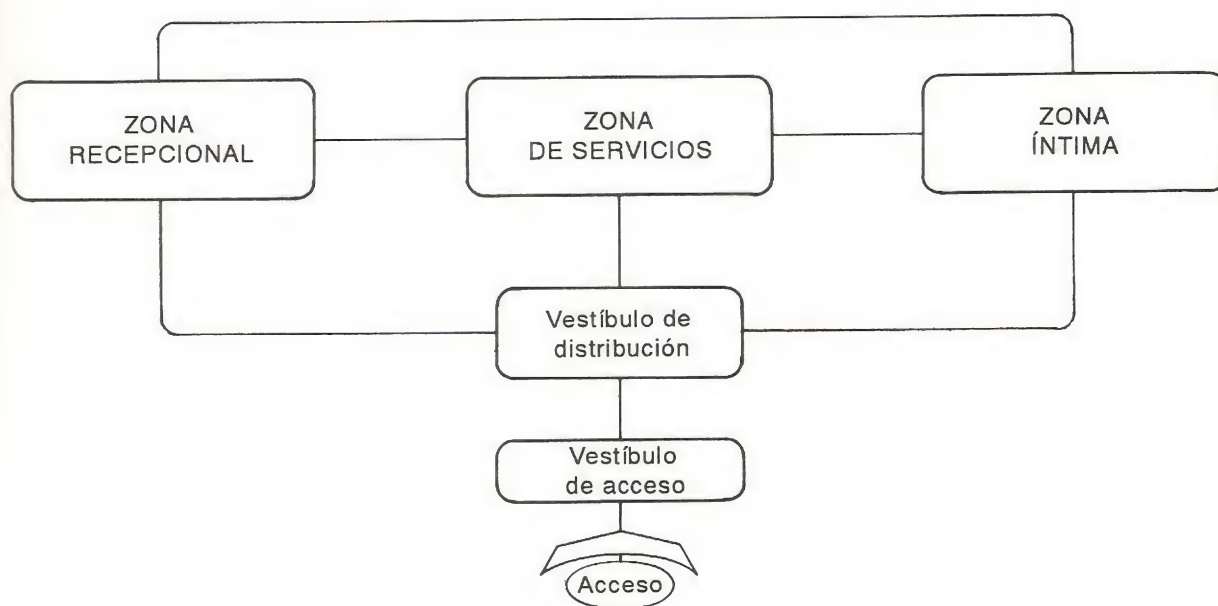 ZONA
RECEPCIONAL
ZONA
DE SERVICIOS
ZONA
ÍNTIMA
Vestíbulo de
distribución
Vestíbulo
de acceso
Acceso